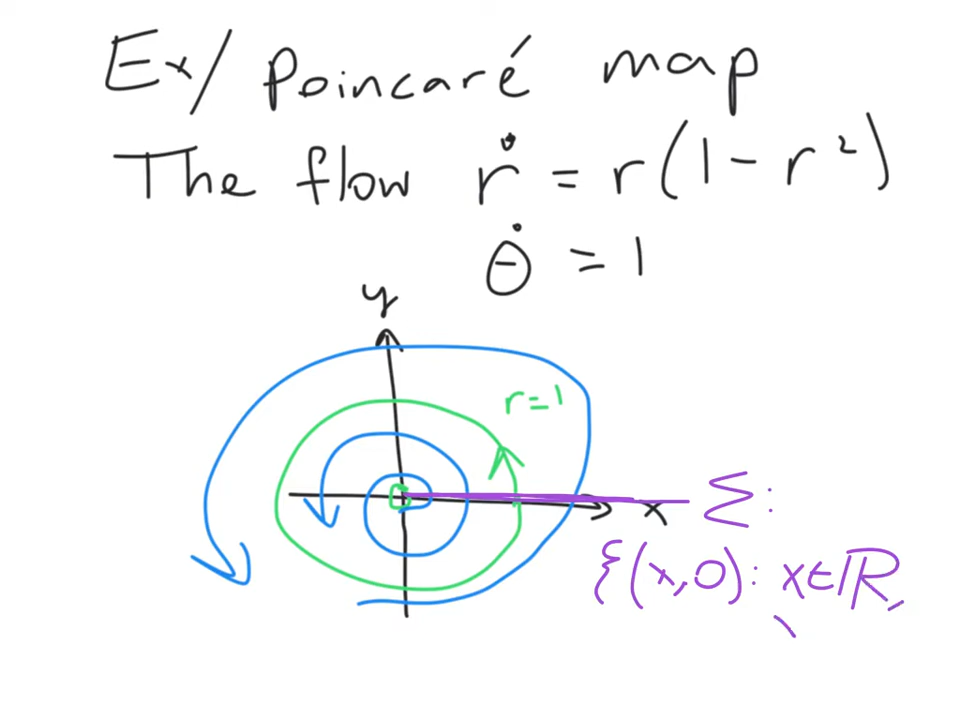 Ex/ Poincaré map
The flow ṙ = r(1 - r²)
θ̇ = 1
y
r=1
x
Σ:
{(x,0): x∈ℝ,